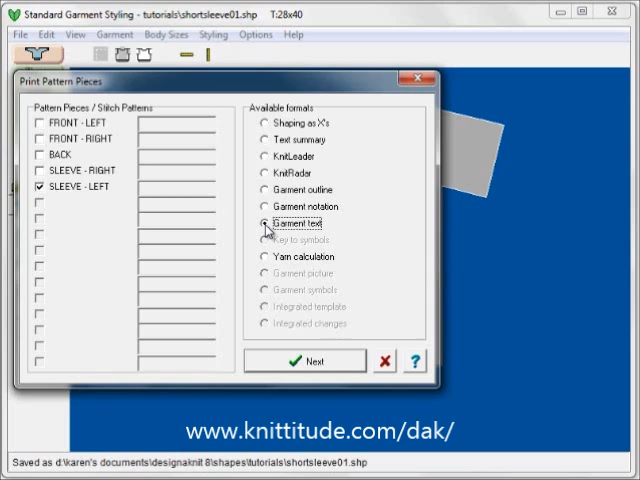 Standard Garment Styling - tutorials\shortsleeve01.shp T:28x40
File Edit View Garment Body Sizes Styling Options Help
Print Pattern Pieces
Pattern Pieces / Stitch Patterns
FRONT - LEFT
FRONT - RIGHT
BACK
SLEEVE - RIGHT
SLEEVE - LEFT
Available formats
Shaping as X's
Text summary
KnitLeader
KnitRadar
Garment outline
Garment notation
Garment text
Key to symbols
Yarn calculation
Garment picture
Garment symbols
Integrated template
Integrated changes
Next
www.knittitude.com/dak/
Saved as d:\karen's documents\designaknit 8\shapes\tutorials\shortsleeve01.shp